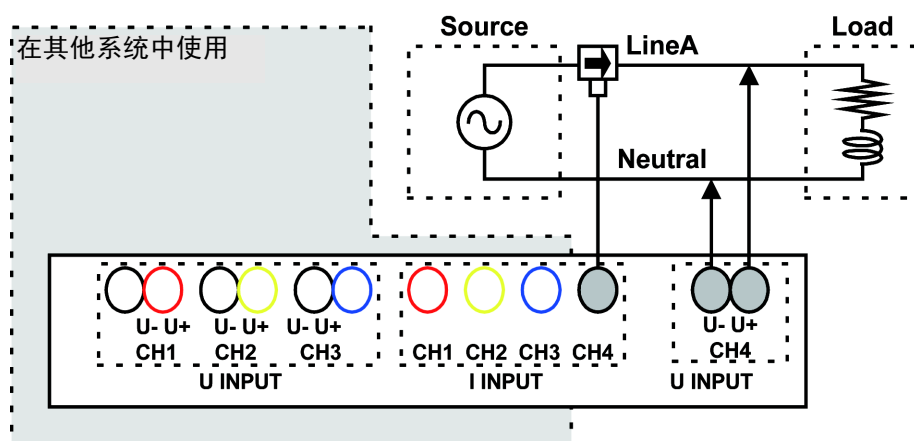 在其他系统中使用
Source
LineA
Load
Neutral
U- U+
U- U+
U- U+
U- U+
CH1
CH2
CH3
CH1
CH2
CH3
CH4
CH4
U INPUT
I INPUT
U INPUT